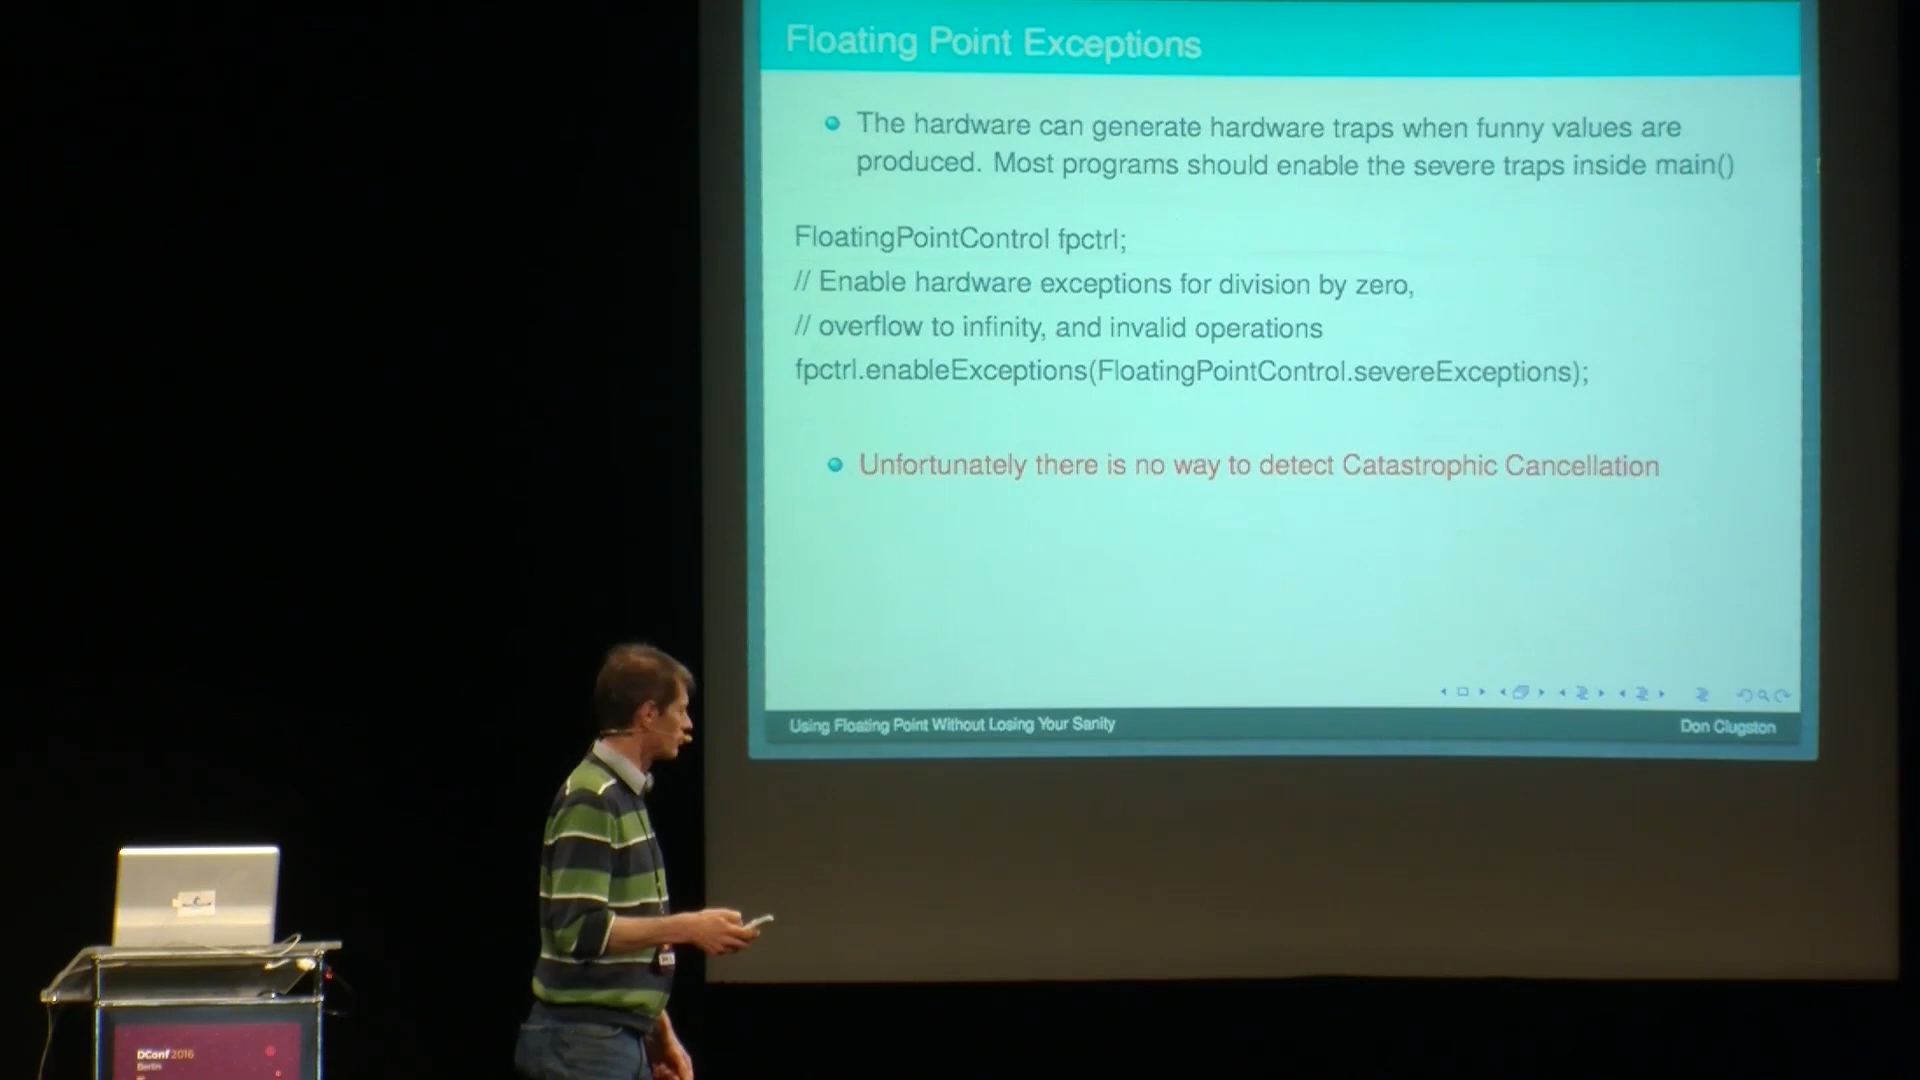 Floating Point Exceptions
The hardware can generate hardware traps when funny values are
produced. Most programs should enable the severe traps inside main()
FloatingPointControl fpctrl;
// Enable hardware exceptions for division by zero,
// overflow to infinity, and invalid operations
fpctrl.enableExceptions(FloatingPointControl.severeExceptions);
Unfortunately there is no way to detect Catastrophic Cancellation
Using Floating Point Without Losing Your Sanity
Don Clugston
DConf 2016
Berlin